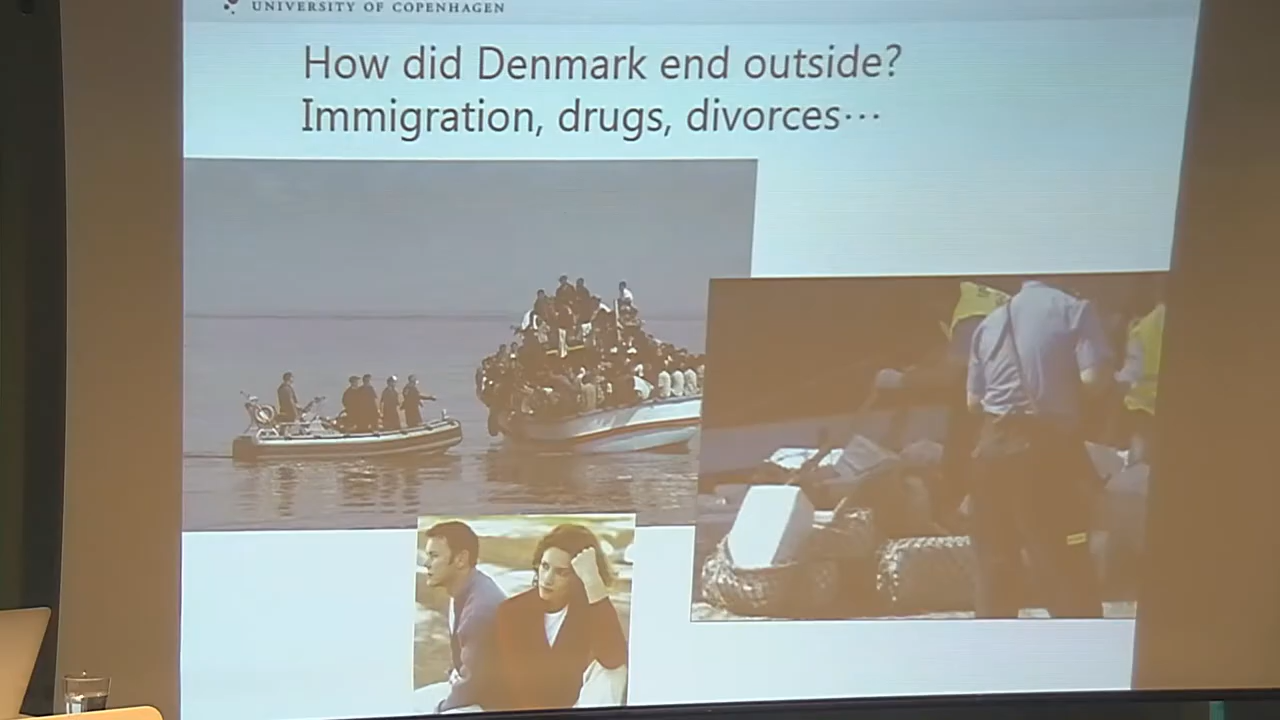 UNIVERSITY OF COPENHAGEN
How did Denmark end outside?
Immigration, drugs, divorces…